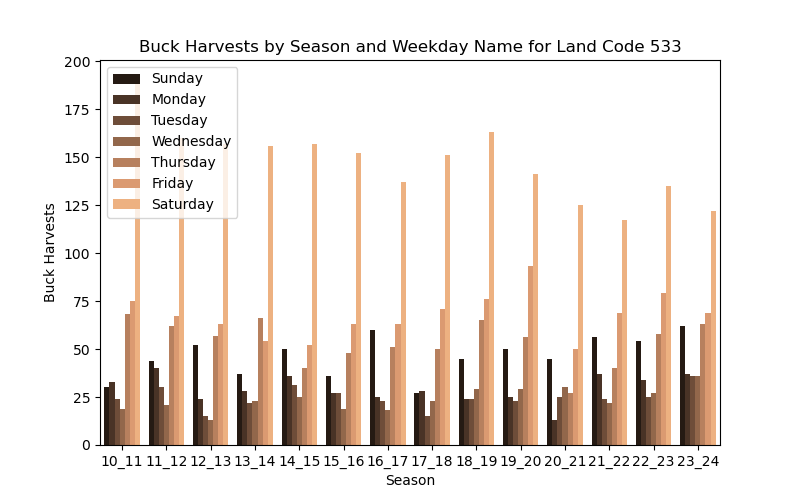 Buck Harvests by Season and Weekday Name for Land Code 533
200
175
150
125
100
75
50
25
0
Buck Harvests
Sunday
Monday
Tuesday
Wednesday
Thursday
Friday
Saturday
10_11 11_12 12_13 13_14 14_15 15_16 16_17 17_18 18_19 19_20 20_21 21_22 22_23 23_24
Season